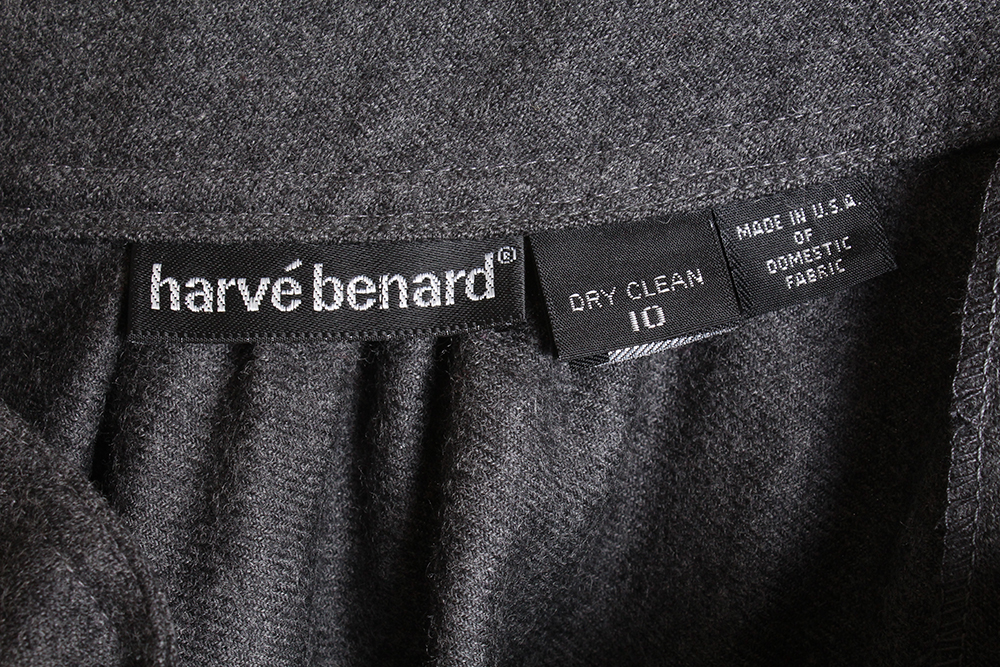 harvé benard®
DRY CLEAN
10
MADE IN U.S.A.
OF
DOMESTIC
FABRIC